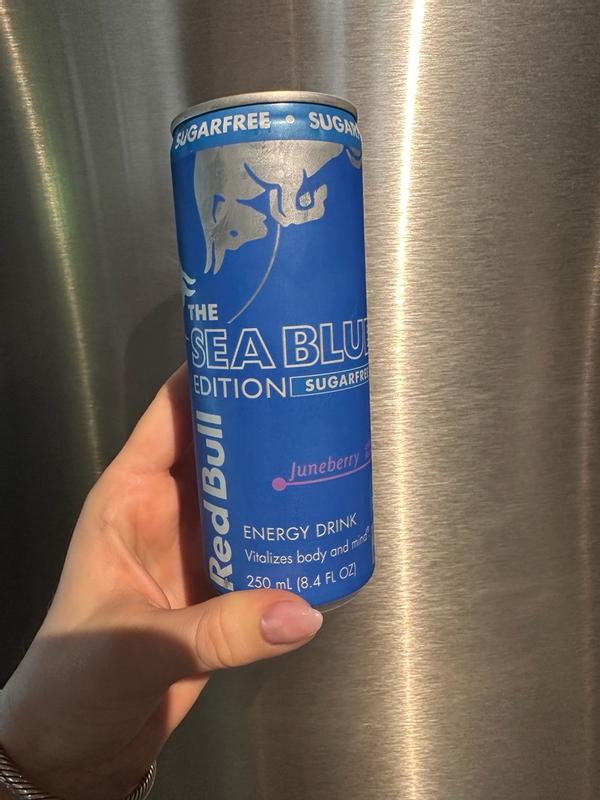 SUGARFREE • SUGAR
THE
SEA BLUE
EDITION SUGARFREE
Red Bull
Juneberry
ENERGY DRINK
Vitalizes body and mind®
250 mL (8.4 FL OZ)